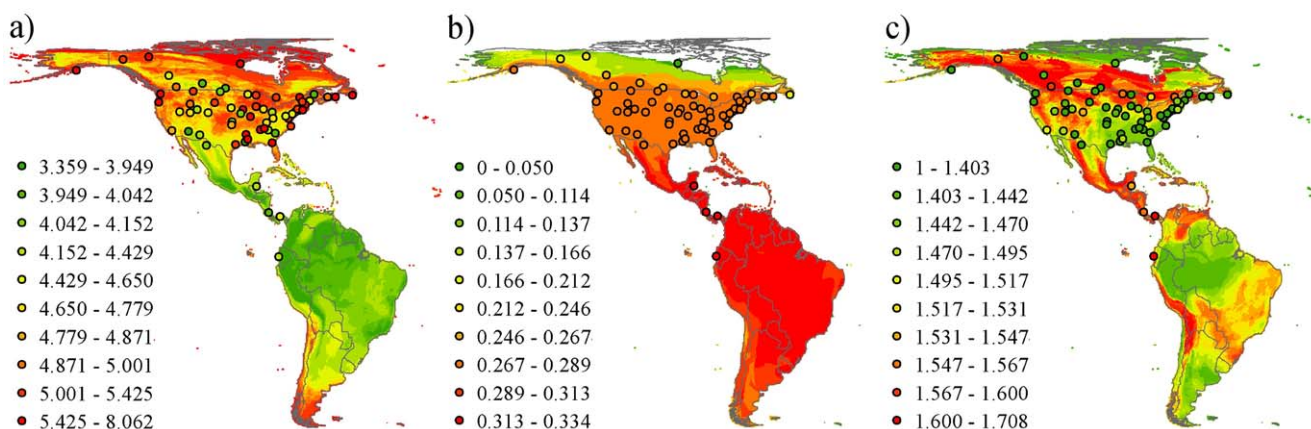 a)
3.359 - 3.949
3.949 - 4.042
4.042 - 4.152
4.152 - 4.429
4.429 - 4.650
4.650 - 4.779
4.779 - 4.871
4.871 - 5.001
5.001 - 5.425
5.425 - 8.062
b)
0 - 0.050
0.050 - 0.114
0.114 - 0.137
0.137 - 0.166
0.166 - 0.212
0.212 - 0.246
0.246 - 0.267
0.267 - 0.289
0.289 - 0.313
0.313 - 0.334
c)
1 - 1.403
1.403 - 1.442
1.442 - 1.470
1.470 - 1.495
1.495 - 1.517
1.517 - 1.531
1.531 - 1.547
1.547 - 1.567
1.567 - 1.600
1.600 - 1.708